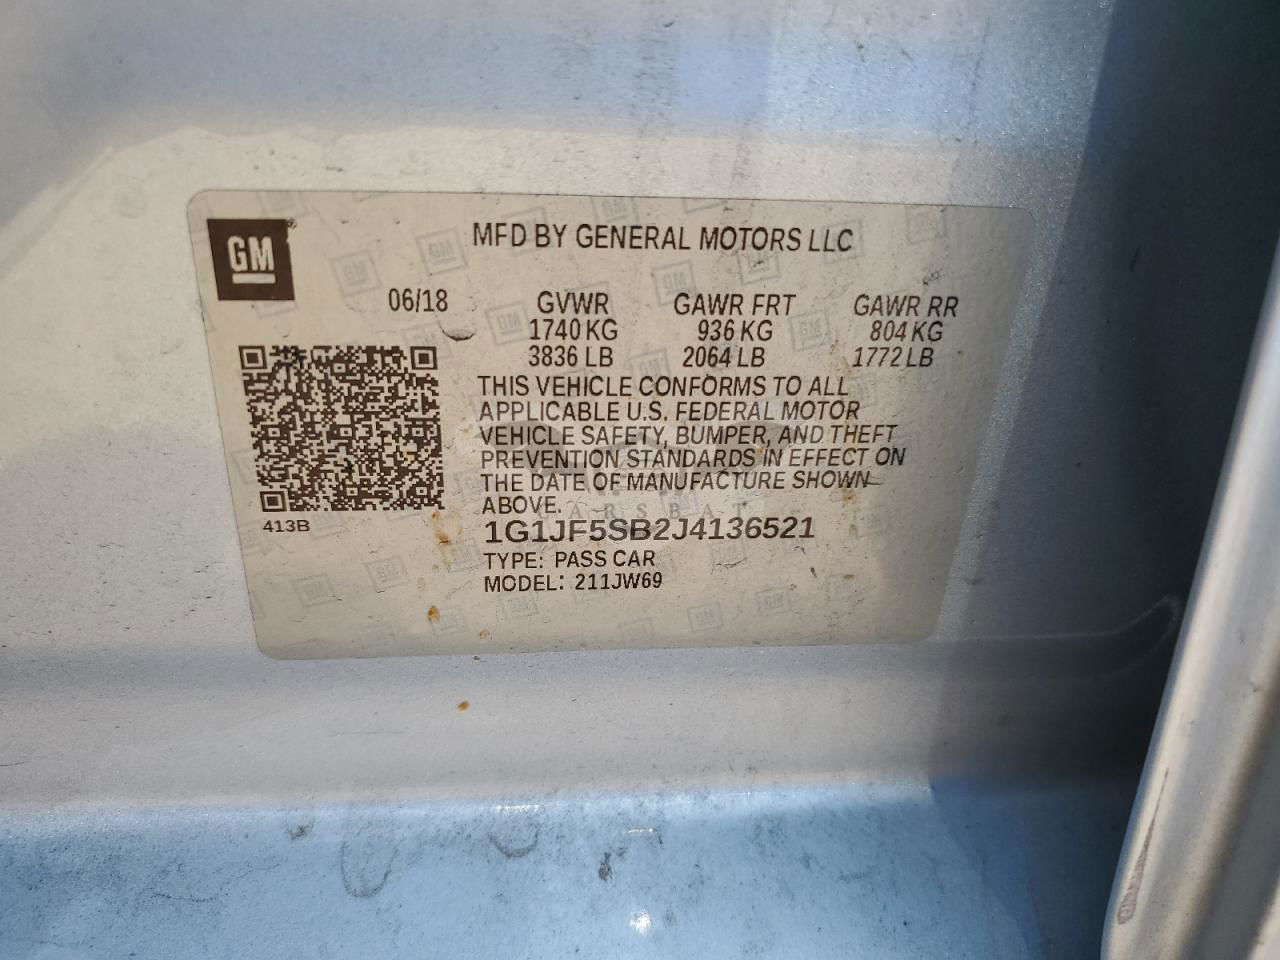 GM
MFD BY GENERAL MOTORS LLC
06/18 GVWR GAWR FRT GAWR RR
1740 KG 936 KG 804 KG
3836 LB 2064 LB 1772 LB
THIS VEHICLE CONFORMS TO ALL
APPLICABLE U.S. FEDERAL MOTOR
VEHICLE SAFETY, BUMPER, AND THEFT
PREVENTION STANDARDS IN EFFECT ON
THE DATE OF MANUFACTURE SHOWN
ABOVE.
413B
1G1JF5SB2J4136521
TYPE: PASS CAR
MODEL: 211JW69